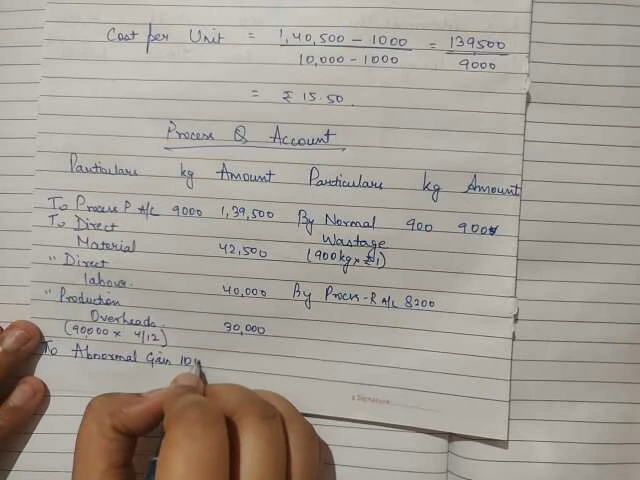 Cost per Unit = 1,40,500 - 1000 / 10,000 - 1000 = 139500 / 9000
= ₹ 15.50
Process Q Account
Particulars kg Amount Particulars kg Amount
To Process P A/c 9000 1,39,500 By Normal 900 900
To Direct Wastage
Material 42,500 (900kg x ₹1)
" Direct
labour. 40,000 By Process-R A/c 8200
" Production
Overheads. 30,000
(90,000 x 4/12)
To Abnormal Gain 10
Signature